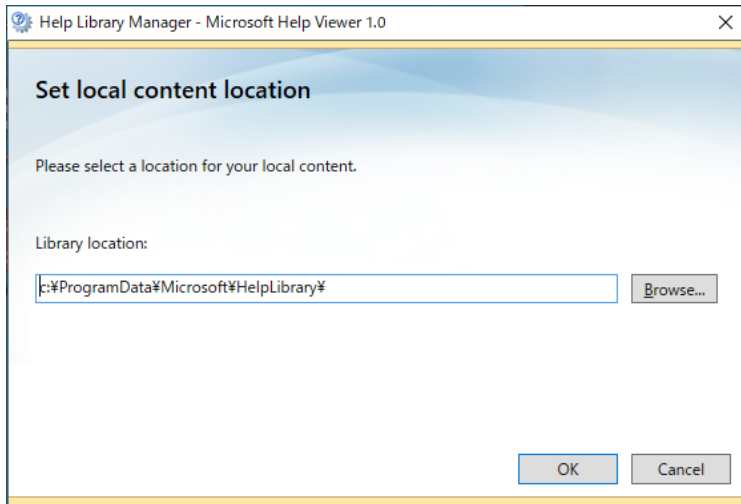 Help Library Manager - Microsoft Help Viewer 1.0
Set local content location
Please select a location for your local content.
Library location:
c:¥ProgramData¥Microsoft¥HelpLibrary¥
Browse...
OK
Cancel